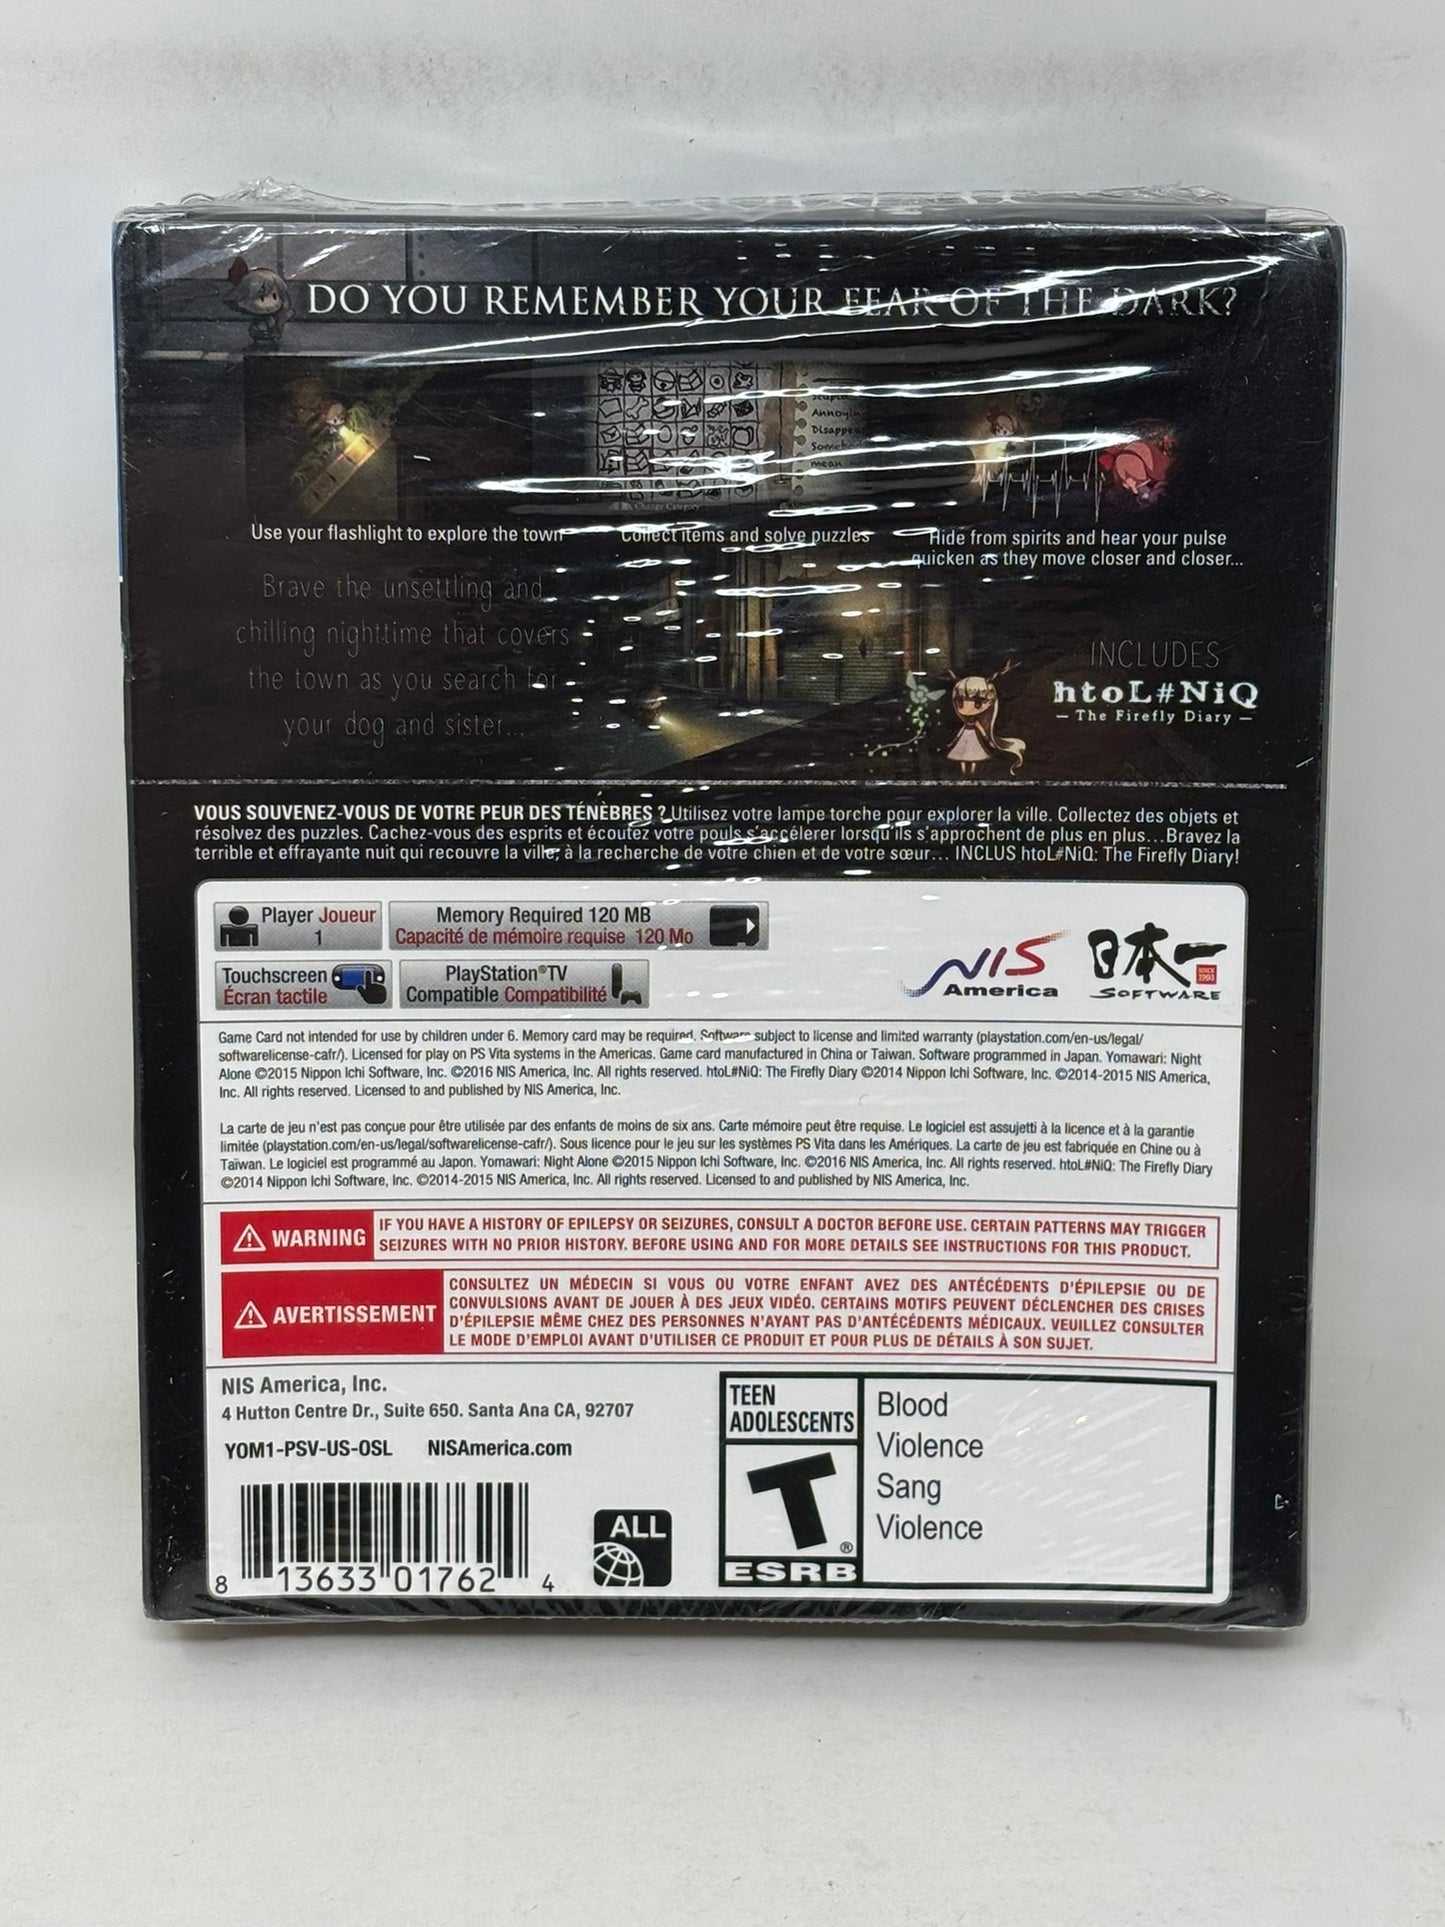 DO YOU REMEMBER YOUR FEAR OF THE DARK?
Annoyin
Disappea
Someb
mean
Change Category
Use your flashlight to explore the town
Collect items and solve puzzles
Hide from spirits and hear your pulse
quicken as they move closer and closer...
Brave the unsettling and
chilling nighttime that covers
the town as you search for
your dog and sister...
INCLUDES
htoL#NiQ
– The Firefly Diary –
VOUS SOUVENEZ-VOUS DE VOTRE PEUR DES TÉNÈBRES ? Utilisez votre lampe torche pour explorer la ville. Collectez des objets et
résolvez des puzzles. Cachez-vous des esprits et écoutez votre pouls s'accélerer lorsqu'ils s'approchent de plus en plus...Bravez la
terrible et effrayante nuit qui recouvre la ville, à la recherche de votre chien et de votre sœur... INCLUS htoL#NiQ: The Firefly Diary!
Player Joueur
1
Memory Required 120 MB
Capacité de mémoire requise 120 Mo
Touchscreen
Écran tactile
PlayStation®TV
Compatible Compatibilité
NIS
America
日本一
SINCE
1993
SOFTWARE
Game Card not intended for use by children under 6. Memory card may be required. Software subject to license and limited warranty (playstation.com/en-us/legal/
softwarelicense-cafr/). Licensed for play on PS Vita systems in the Americas. Game card manufactured in China or Taiwan. Software programmed in Japan. Yomawari: Night
Alone ©2015 Nippon Ichi Software, Inc. ©2016 NIS America, Inc. All rights reserved. htoL#NiQ: The Firefly Diary ©2014 Nippon Ichi Software, Inc. ©2014-2015 NIS America,
Inc. All rights reserved. Licensed to and published by NIS America, Inc.
La carte de jeu n'est pas conçue pour être utilisée par des enfants de moins de six ans. Carte mémoire peut être requise. Le logiciel est assujetti à la licence et à la garantie
limitée (playstation.com/en-us/legal/softwarelicense-cafr/). Sous licence pour le jeu sur les systèmes PS Vita dans les Amériques. La carte de jeu est fabriquée en Chine ou à
Taïwan. Le logiciel est programmé au Japon. Yomawari: Night Alone ©2015 Nippon Ichi Software, Inc. ©2016 NIS America, Inc. All rights reserved. htoL#NiQ: The Firefly Diary
©2014 Nippon Ichi Software, Inc. ©2014-2015 NIS America, Inc. All rights reserved. Licensed to and published by NIS America, Inc.
WARNING
IF YOU HAVE A HISTORY OF EPILEPSY OR SEIZURES, CONSULT A DOCTOR BEFORE USE. CERTAIN PATTERNS MAY TRIGGER
SEIZURES WITH NO PRIOR HISTORY. BEFORE USING AND FOR MORE DETAILS SEE INSTRUCTIONS FOR THIS PRODUCT.
AVERTISSEMENT
CONSULTEZ UN MÉDECIN SI VOUS OU VOTRE ENFANT AVEZ DES ANTÉCÉDENTS D'ÉPILEPSIE OU DE
CONVULSIONS AVANT DE JOUER À DES JEUX VIDÉO. CERTAINS MOTIFS PEUVENT DÉCLENCHER DES CRISES
D'ÉPILEPSIE MÊME CHEZ DES PERSONNES N'AYANT PAS D'ANTÉCÉDENTS MÉDICAUX. VEUILLEZ CONSULTER
LE MODE D'EMPLOI AVANT D'UTILISER CE PRODUIT ET POUR PLUS DE DÉTAILS À SON SUJET.
NIS America, Inc.
4 Hutton Centre Dr., Suite 650. Santa Ana CA, 92707
YOM1-PSV-US-OSL NISAmerica.com
8 13633 01762 4
ALL
TEEN
ADOLESCENTS
T
®
ESRB
Blood
Violence
Sang
Violence